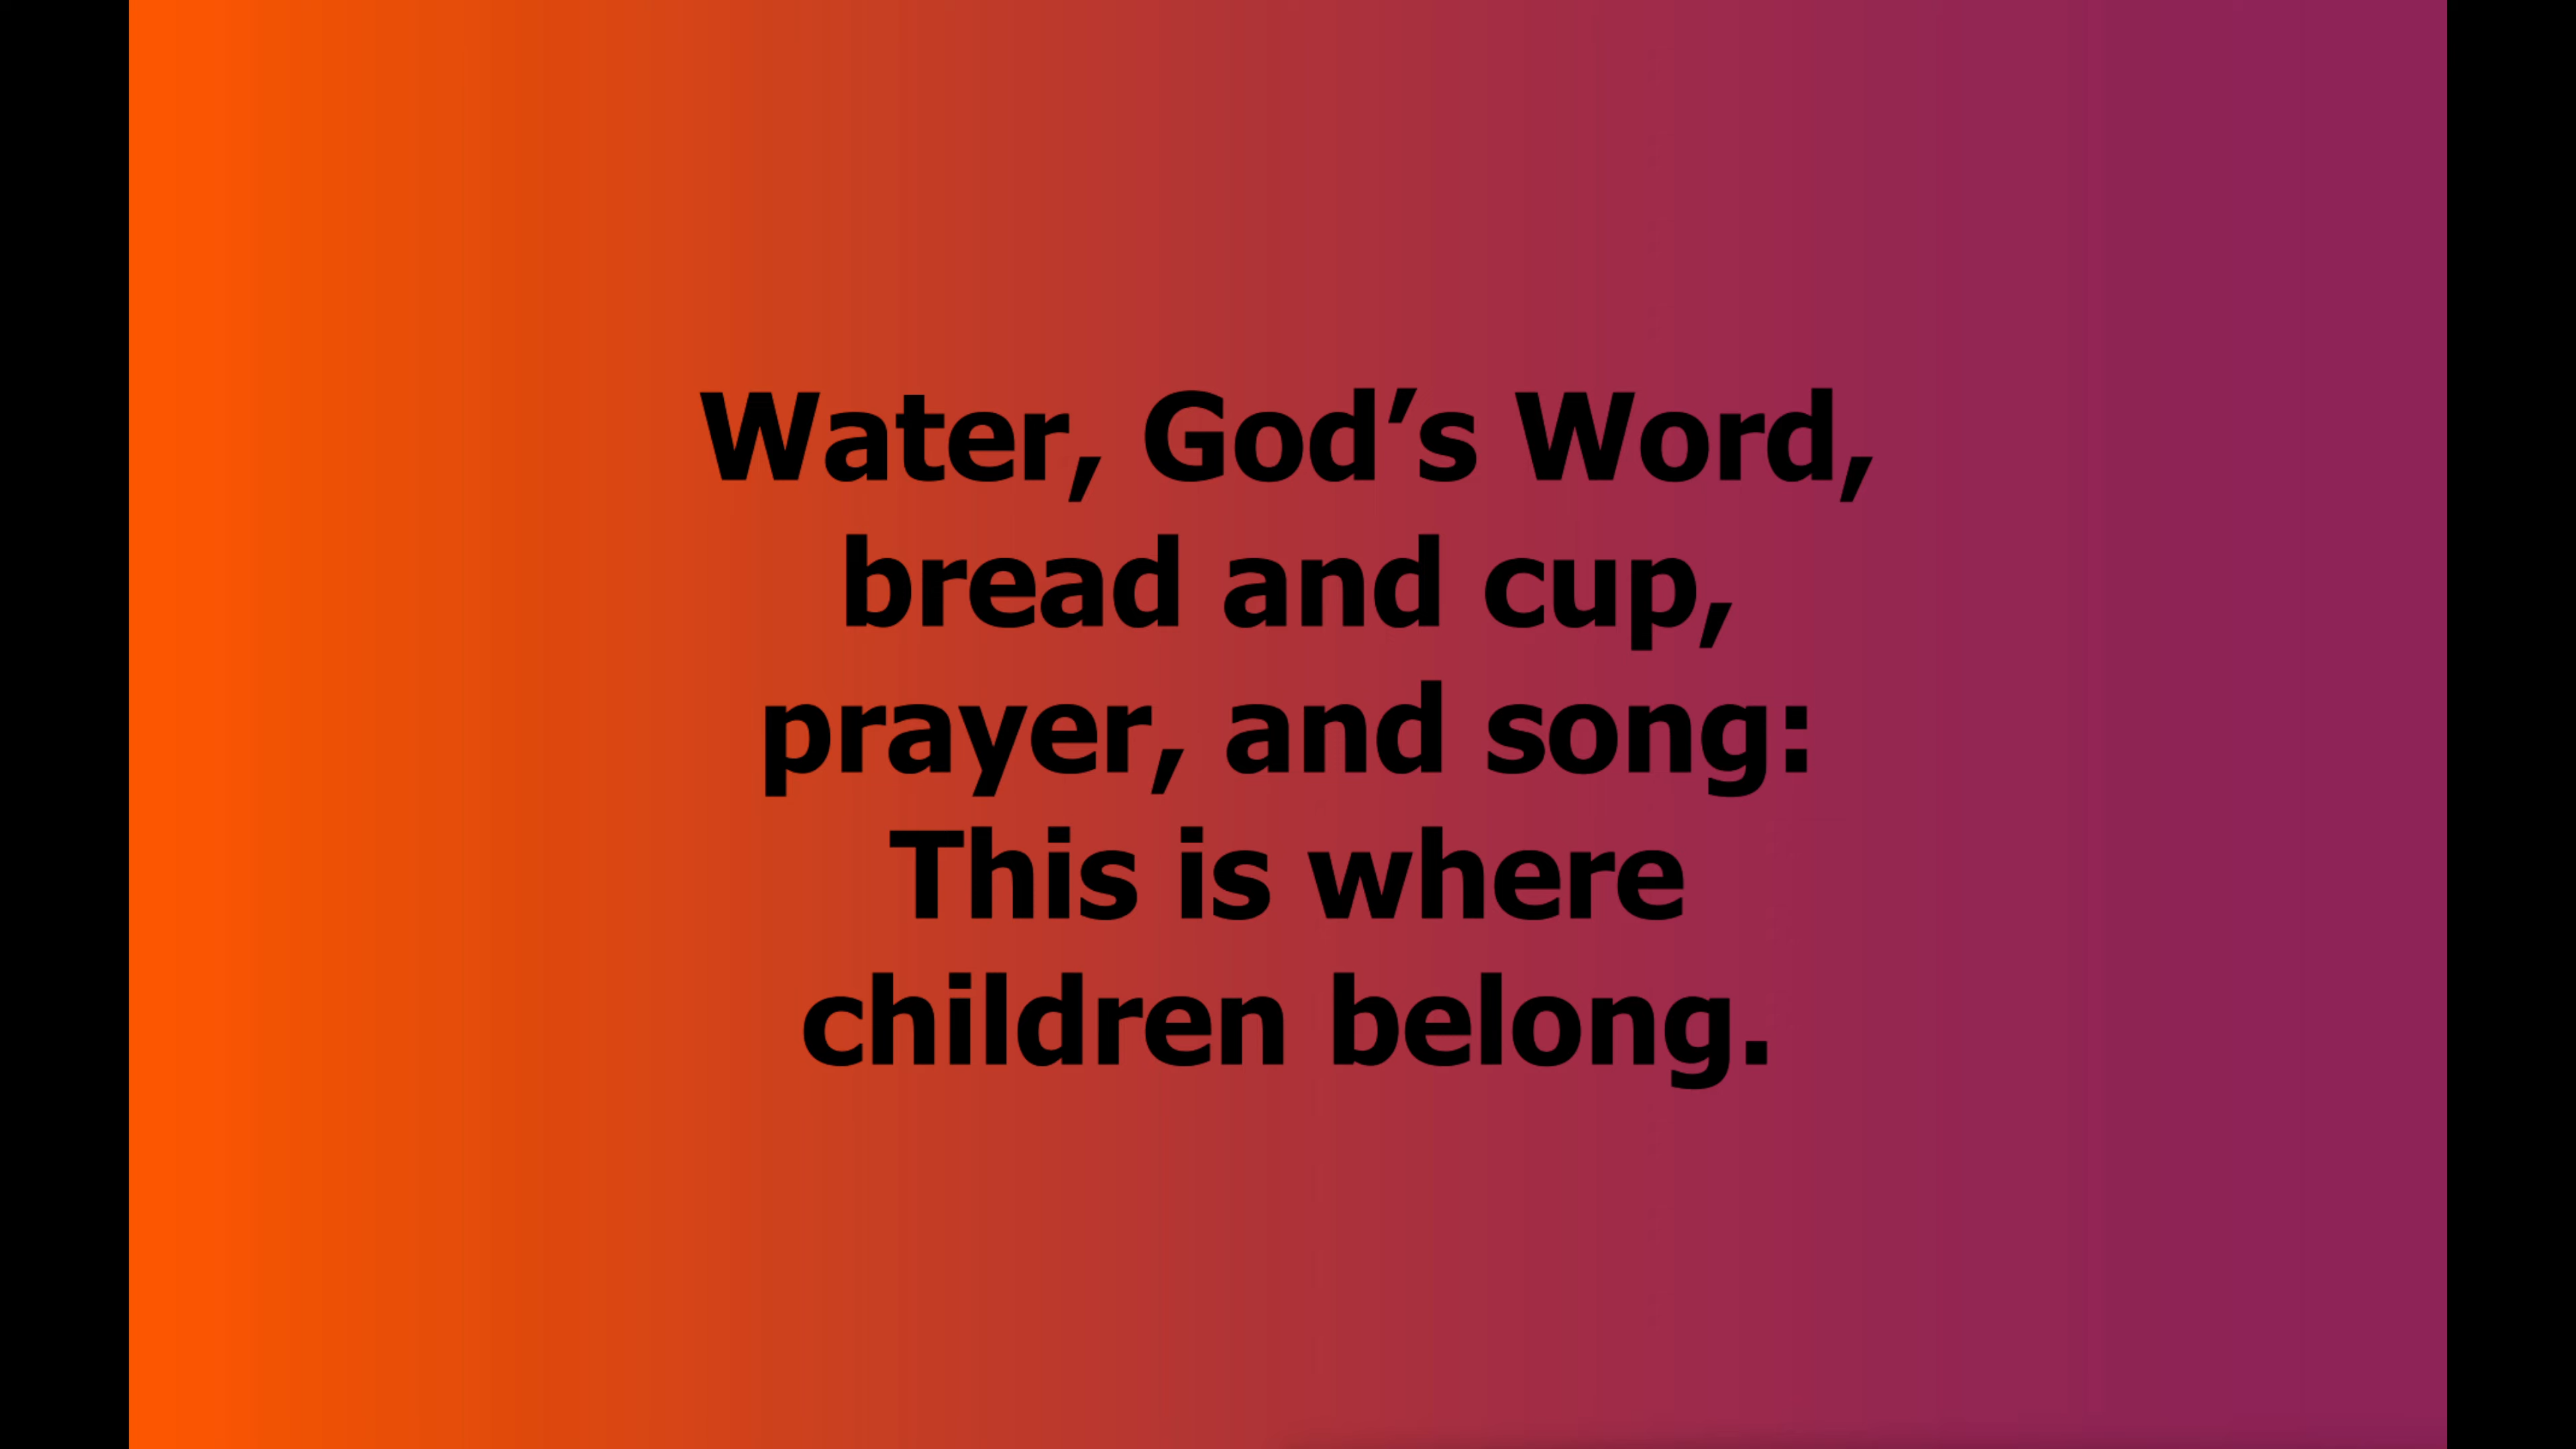 Water, God’s Word,
bread and cup,
prayer, and song:
This is where
children belong.